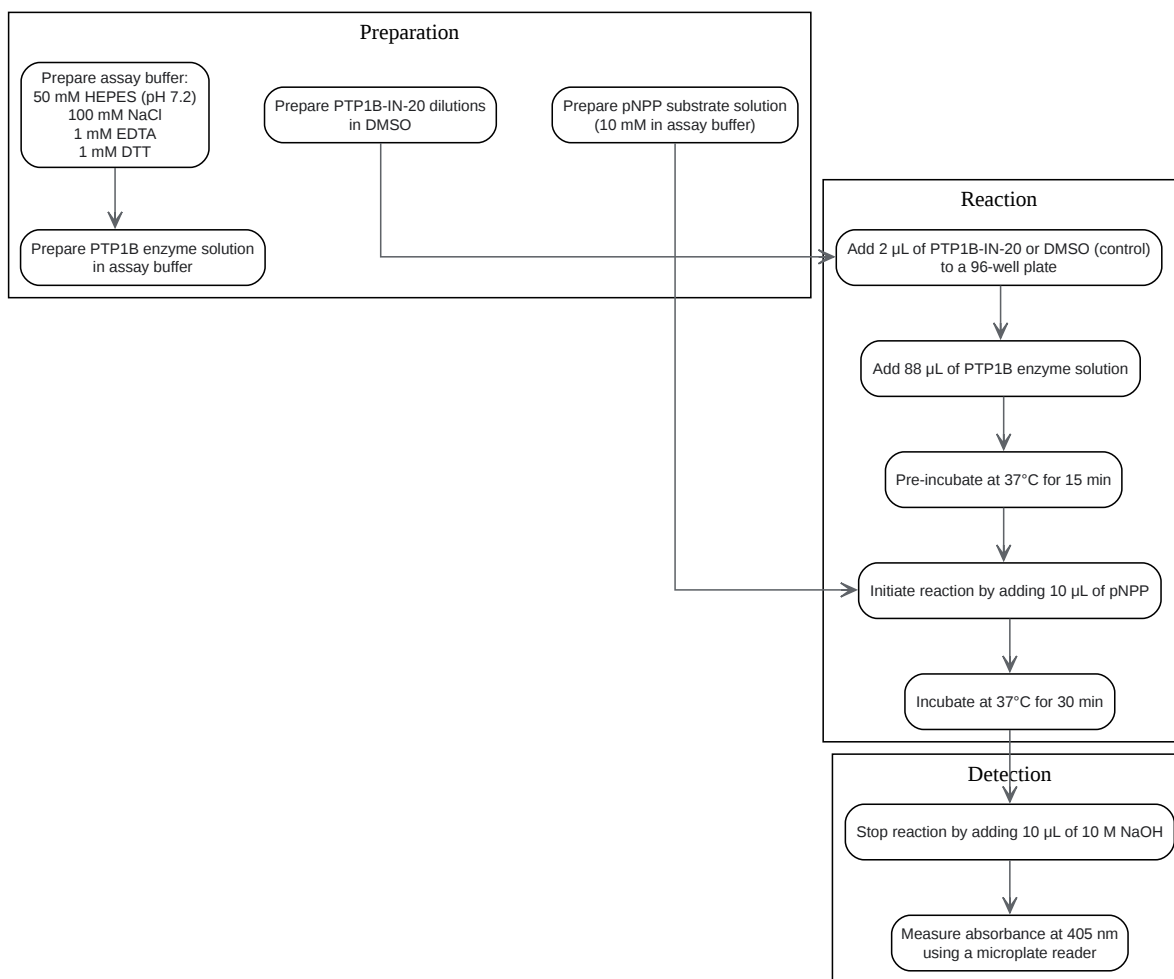 Preparation
Prepare assay buffer:
50 mM HEPES (pH 7.2)
100 mM NaCl
1 mM EDTA
1 mM DTT
Prepare PTP1B-IN-20 dilutions
in DMSO
Prepare pNPP substrate solution
(10 mM in assay buffer)
Prepare PTP1B enzyme solution
in assay buffer
Reaction
Add 2 μL of PTP1B-IN-20 or DMSO (control)
to a 96-well plate
Add 88 μL of PTP1B enzyme solution
Pre-incubate at 37°C for 15 min
Initiate reaction by adding 10 μL of pNPP
Incubate at 37°C for 30 min
Detection
Stop reaction by adding 10 μL of 10 M NaOH
Measure absorbance at 405 nm
using a microplate reader